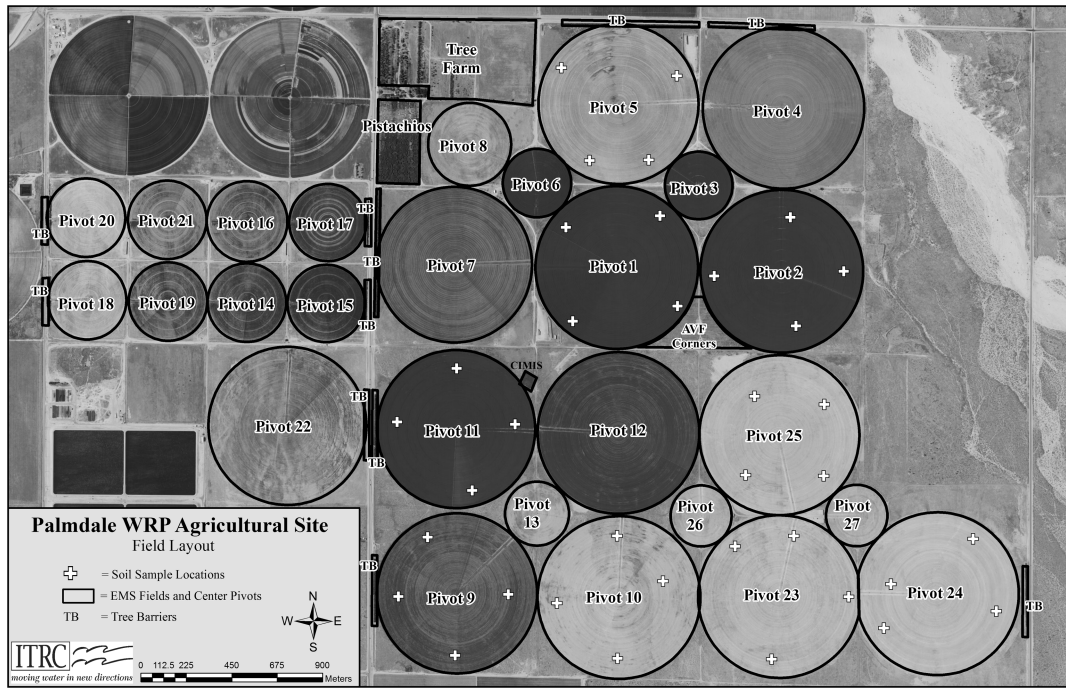 TB
Tree
Farm
Pivot 5
Pivot 4
Pistachios
Pivot 8
Pivot 6
Pivot 3
Pivot 20
Pivot 21
Pivot 16
Pivot 17
TB
TB
TB
Pivot 7
Pivot 1
Pivot 2
Pivot 18
Pivot 19
Pivot 14
Pivot 15
TB
TB
AVF
Corners
CIMIS
TB
Pivot 22
Pivot 11
Pivot 12
Pivot 25
TB
Pivot
13
Pivot
26
Pivot
27
TB
Pivot 9
Pivot 10
Pivot 23
Pivot 24
TB
Palmdale WRP Agricultural Site
Field Layout
= Soil Sample Locations
= EMS Fields and Center Pivots
TB = Tree Barriers
N
W E
S
ITRC
moving water in new directions
0 112.5 225 450 675 900
Meters